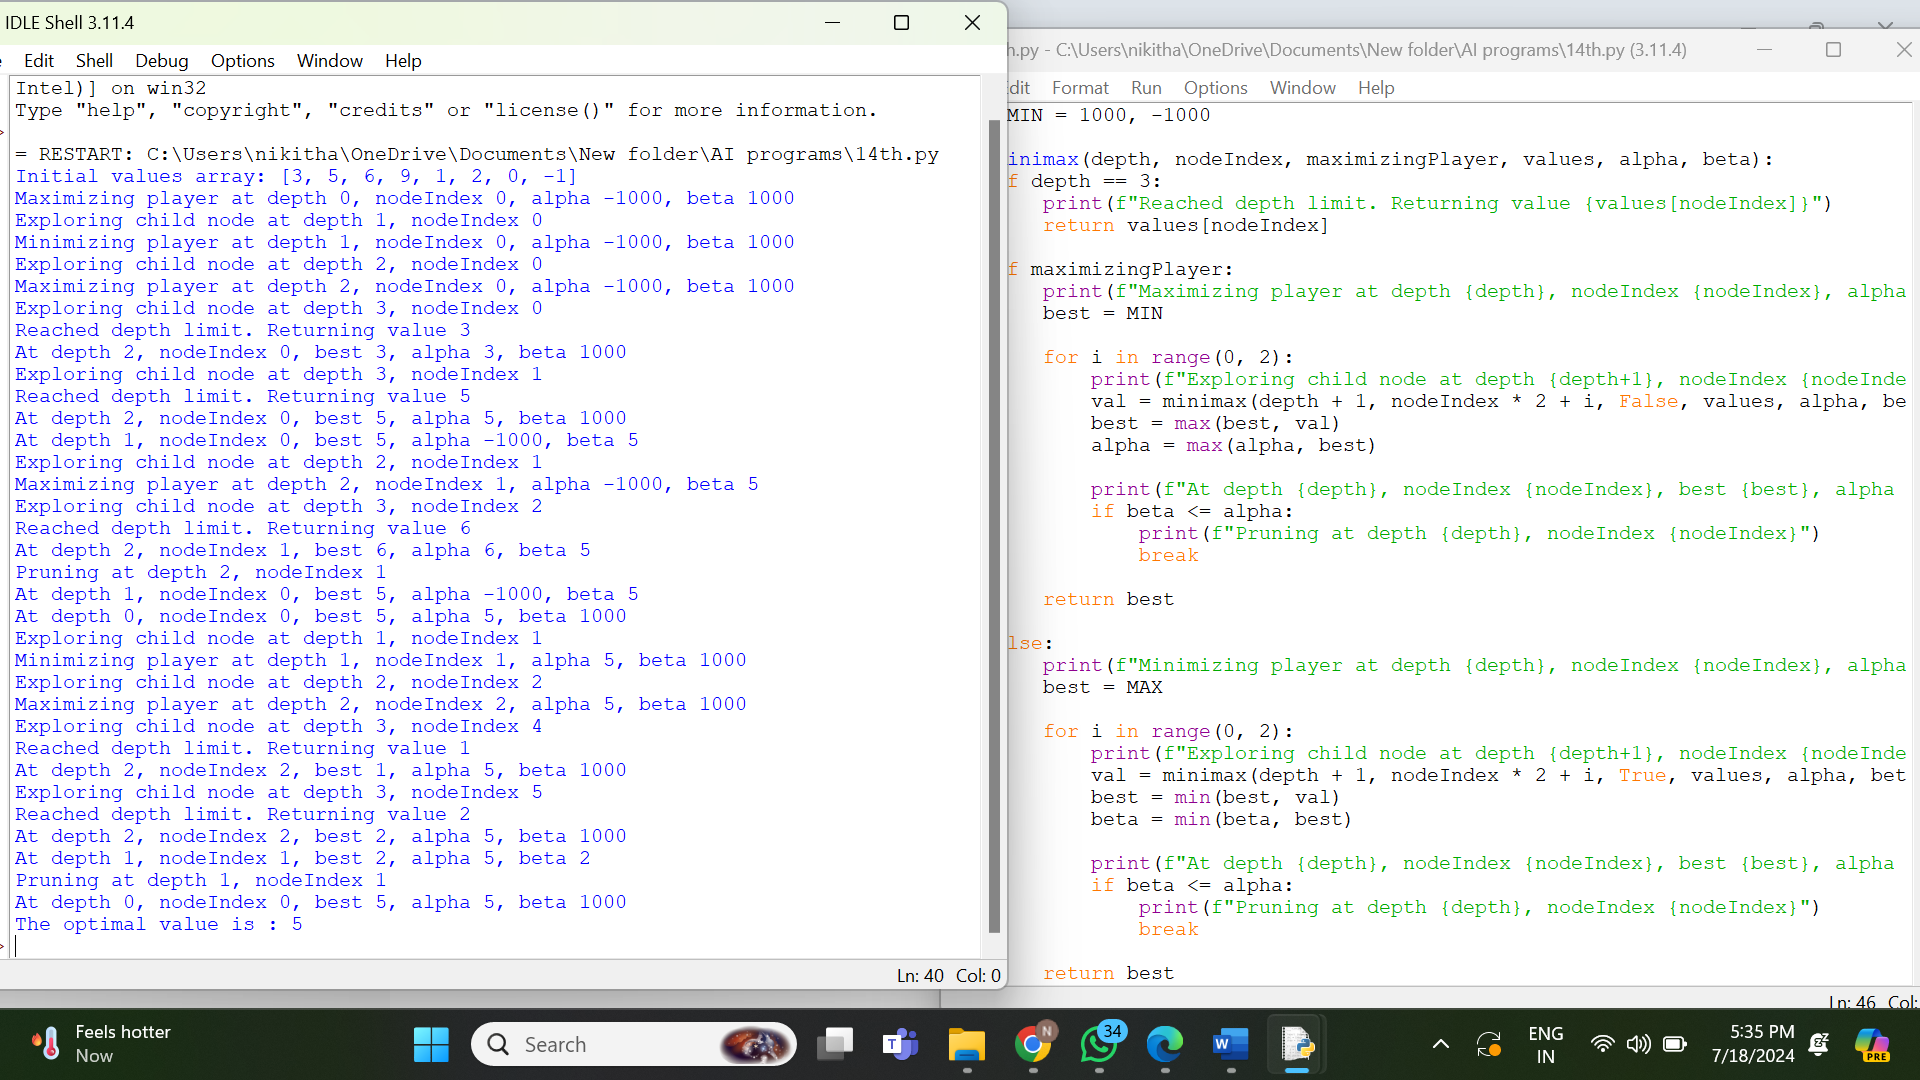 IDLE Shell 3.11.4
Edit Shell Debug Options Window Help
Intel)] on win32
Type "help", "copyright", "credits" or "license()" for more information.
= RESTART: C:\Users\nikitha\OneDrive\Documents\New folder\AI programs\14th.py
Initial values array: [3, 5, 6, 9, 1, 2, 0, -1]
Maximizing player at depth 0, nodeIndex 0, alpha -1000, beta 1000
Exploring child node at depth 1, nodeIndex 0
Minimizing player at depth 1, nodeIndex 0, alpha -1000, beta 1000
Exploring child node at depth 2, nodeIndex 0
Maximizing player at depth 2, nodeIndex 0, alpha -1000, beta 1000
Exploring child node at depth 3, nodeIndex 0
Reached depth limit. Returning value 3
At depth 2, nodeIndex 0, best 3, alpha 3, beta 1000
Exploring child node at depth 3, nodeIndex 1
Reached depth limit. Returning value 5
At depth 2, nodeIndex 0, best 5, alpha 5, beta 1000
At depth 1, nodeIndex 0, best 5, alpha -1000, beta 5
Exploring child node at depth 2, nodeIndex 1
Maximizing player at depth 2, nodeIndex 1, alpha -1000, beta 5
Exploring child node at depth 3, nodeIndex 2
Reached depth limit. Returning value 6
At depth 2, nodeIndex 1, best 6, alpha 6, beta 5
Pruning at depth 2, nodeIndex 1
At depth 1, nodeIndex 0, best 5, alpha -1000, beta 5
At depth 0, nodeIndex 0, best 5, alpha 5, beta 1000
Exploring child node at depth 1, nodeIndex 1
Minimizing player at depth 1, nodeIndex 1, alpha 5, beta 1000
Exploring child node at depth 2, nodeIndex 2
Maximizing player at depth 2, nodeIndex 2, alpha 5, beta 1000
Exploring child node at depth 3, nodeIndex 4
Reached depth limit. Returning value 1
At depth 2, nodeIndex 2, best 1, alpha 5, beta 1000
Exploring child node at depth 3, nodeIndex 5
Reached depth limit. Returning value 2
At depth 2, nodeIndex 2, best 2, alpha 5, beta 1000
At depth 1, nodeIndex 1, best 2, alpha 5, beta 2
Pruning at depth 1, nodeIndex 1
At depth 0, nodeIndex 0, best 5, alpha 5, beta 1000
The optimal value is : 5
Ln: 40 Col: 0
h.py - C:\Users\nikitha\OneDrive\Documents\New folder\AI programs\14th.py (3.11.4)
dit Format Run Options Window Help
MIN = 1000, -1000
inimax(depth, nodeIndex, maximizingPlayer, values, alpha, beta):
f depth == 3:
print(f"Reached depth limit. Returning value {values[nodeIndex]}")
return values[nodeIndex]
f maximizingPlayer:
print(f"Maximizing player at depth {depth}, nodeIndex {nodeIndex}, alpha
best = MIN
for i in range(0, 2):
print(f"Exploring child node at depth {depth+1}, nodeIndex {nodeInde
val = minimax(depth + 1, nodeIndex * 2 + i, False, values, alpha, be
best = max(best, val)
alpha = max(alpha, best)
print(f"At depth {depth}, nodeIndex {nodeIndex}, best {best}, alpha
if beta <= alpha:
print(f"Pruning at depth {depth}, nodeIndex {nodeIndex}")
break
return best
lse:
print(f"Minimizing player at depth {depth}, nodeIndex {nodeIndex}, alpha
best = MAX
for i in range(0, 2):
print(f"Exploring child node at depth {depth+1}, nodeIndex {nodeInde
val = minimax(depth + 1, nodeIndex * 2 + i, True, values, alpha, bet
best = min(best, val)
beta = min(beta, best)
print(f"At depth {depth}, nodeIndex {nodeIndex}, best {best}, alpha
if beta <= alpha:
print(f"Pruning at depth {depth}, nodeIndex {nodeIndex}")
break
return best
Ln: 46 Col:
Feels hotter
Now
Search
T
N
34
W
ENG
IN
5:35 PM
7/18/2024
PRE